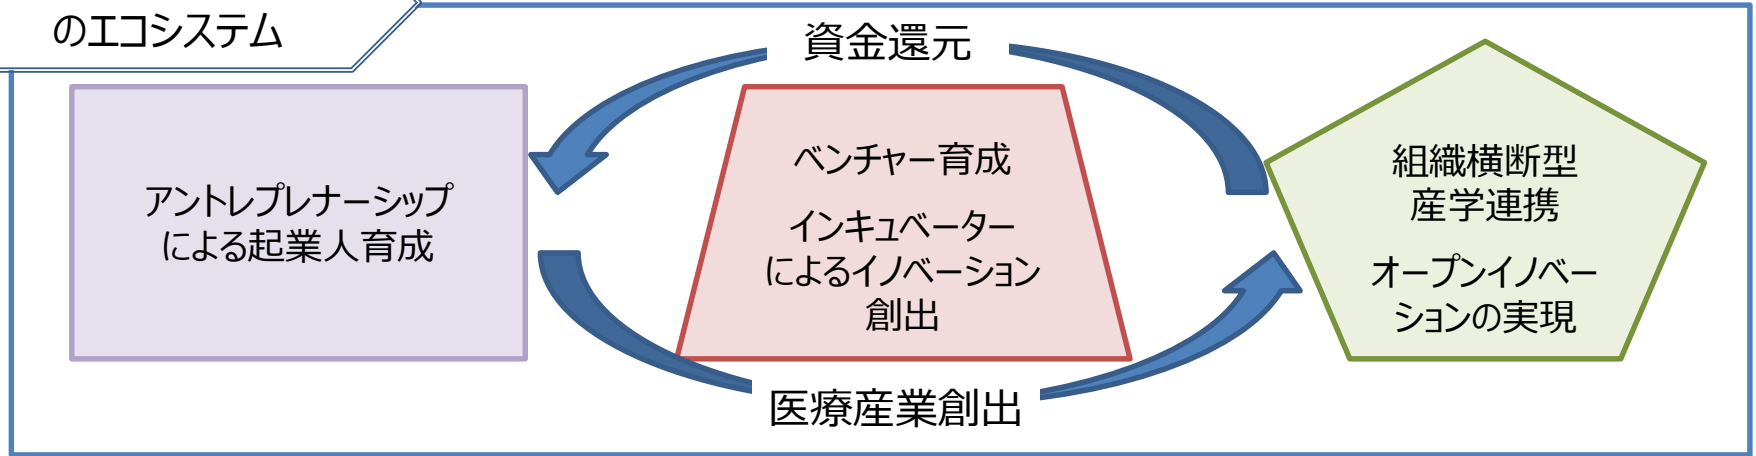 のエコシステム
資金還元
アントレプレナーシップ
による起業人育成
ベンチャー育成
インキュベーター
によるイノベーション
創出
組織横断型
産学連携
オープンイノベー
ションの実現
医療産業創出